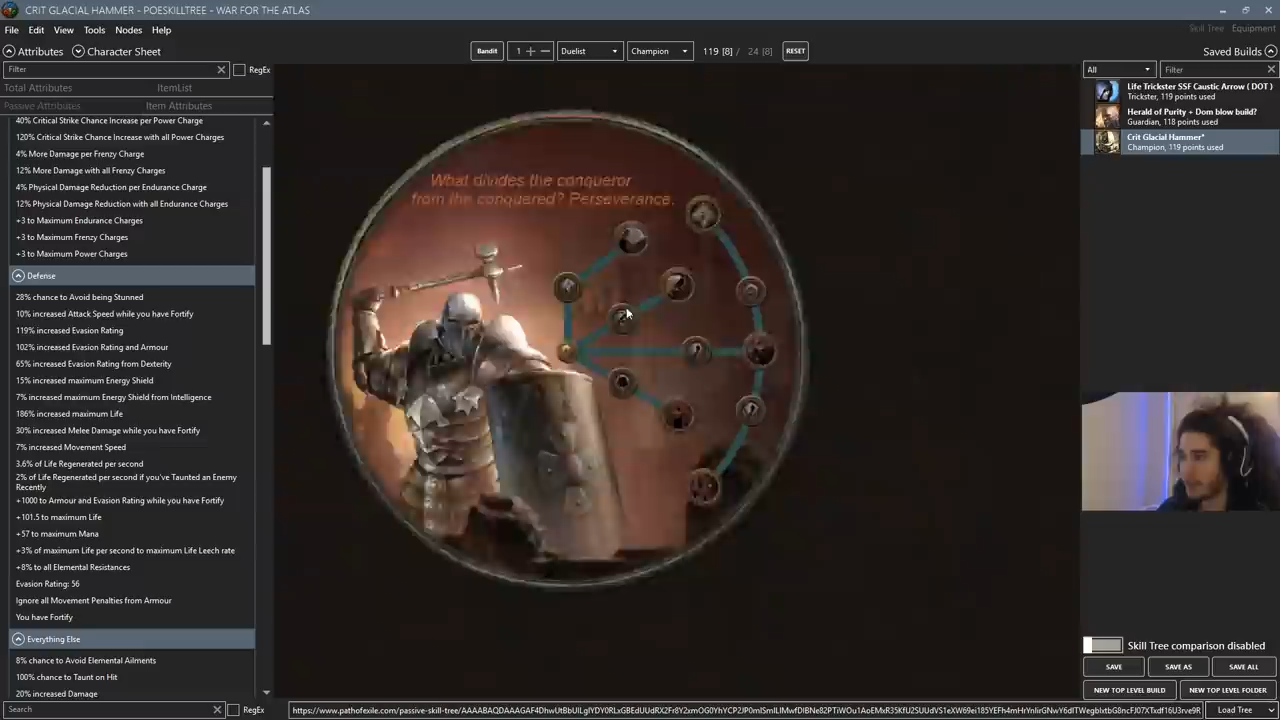 CRIT GLACIAL HAMMER - POESKILLTREE - WAR FOR THE ATLAS
File Edit View Tools Nodes Help
Skill Tree Equipment
Attributes Character Sheet
Bandit 1 Duelist Champion 119 [8] / 24 [8] RESET
Saved Builds
Filter RegEx
All Filter
Total Attributes ItemList
Passive Attributes Item Attributes
40% Critical Strike Chance Increase per Power Charge
120% Critical Strike Chance Increase with all Power Charges
4% More Damage per Frenzy Charge
12% More Damage with all Frenzy Charges
4% Physical Damage Reduction per Endurance Charge
12% Physical Damage Reduction with all Endurance Charges
+3 to Maximum Endurance Charges
+3 to Maximum Frenzy Charges
+3 to Maximum Power Charges
Defense
28% chance to Avoid being Stunned
10% increased Attack Speed while you have Fortify
119% increased Evasion Rating
102% increased Evasion Rating and Armour
65% increased Evasion Rating from Dexterity
15% increased maximum Energy Shield
7% increased maximum Energy Shield from Intelligence
186% increased maximum Life
30% increased Melee Damage while you have Fortify
7% increased Movement Speed
3.6% of Life Regenerated per second
2% of Life Regenerated per second if you've Taunted an Enemy
Recently
+1000 to Armour and Evasion Rating while you have Fortify
+101.5 to maximum Life
+57 to maximum Mana
+3% of maximum Life per second to maximum Life Leech rate
+8% to all Elemental Resistances
Evasion Rating: 56
Ignore all Movement Penalties from Armour
You have Fortify
Everything Else
8% chance to Avoid Elemental Ailments
100% chance to Taunt on Hit
20% increased Damage
Search RegEx
What divides the conqueror
from the conquered? Perseverance.
Life Trickster SSF Caustic Arrow ( DOT )
Trickster, 119 points used
Herald of Purity + Dom blow build?
Guardian, 118 points used
Crit Glacial Hammer*
Champion, 119 points used
Skill Tree comparison disabled
SAVE SAVE AS SAVE ALL
NEW TOP LEVEL BUILD NEW TOP LEVEL FOLDER
Load Tree